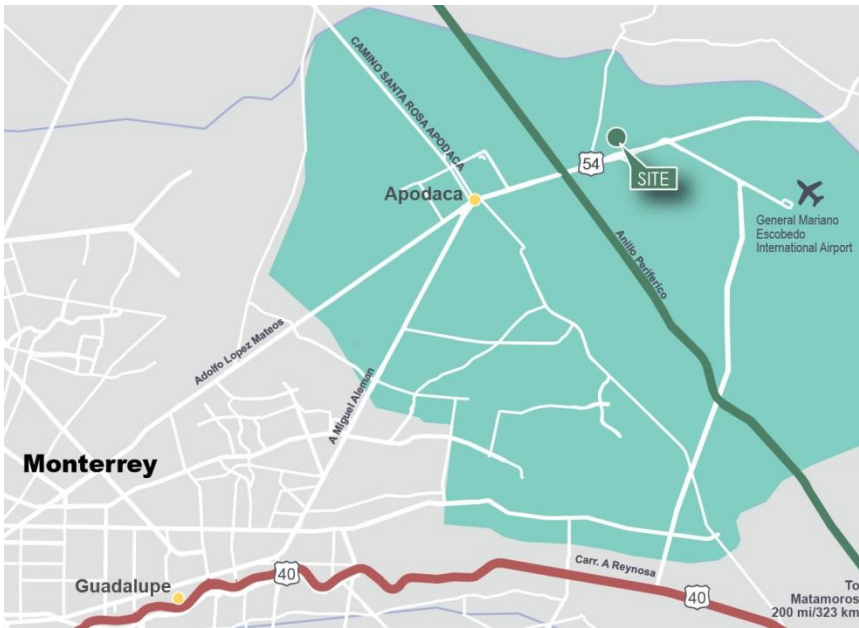 CAMINO SANTA ROSA APODACA
54
SITE
Apodaca
General Mariano
Escobedo
International Airport
Anillo Periferico
Adolfo Lopez Mateos
A Miguel Aleman
Monterrey
Carr. A Reynosa
40
Guadalupe
40
To
Matamoros
200 mi/323 km